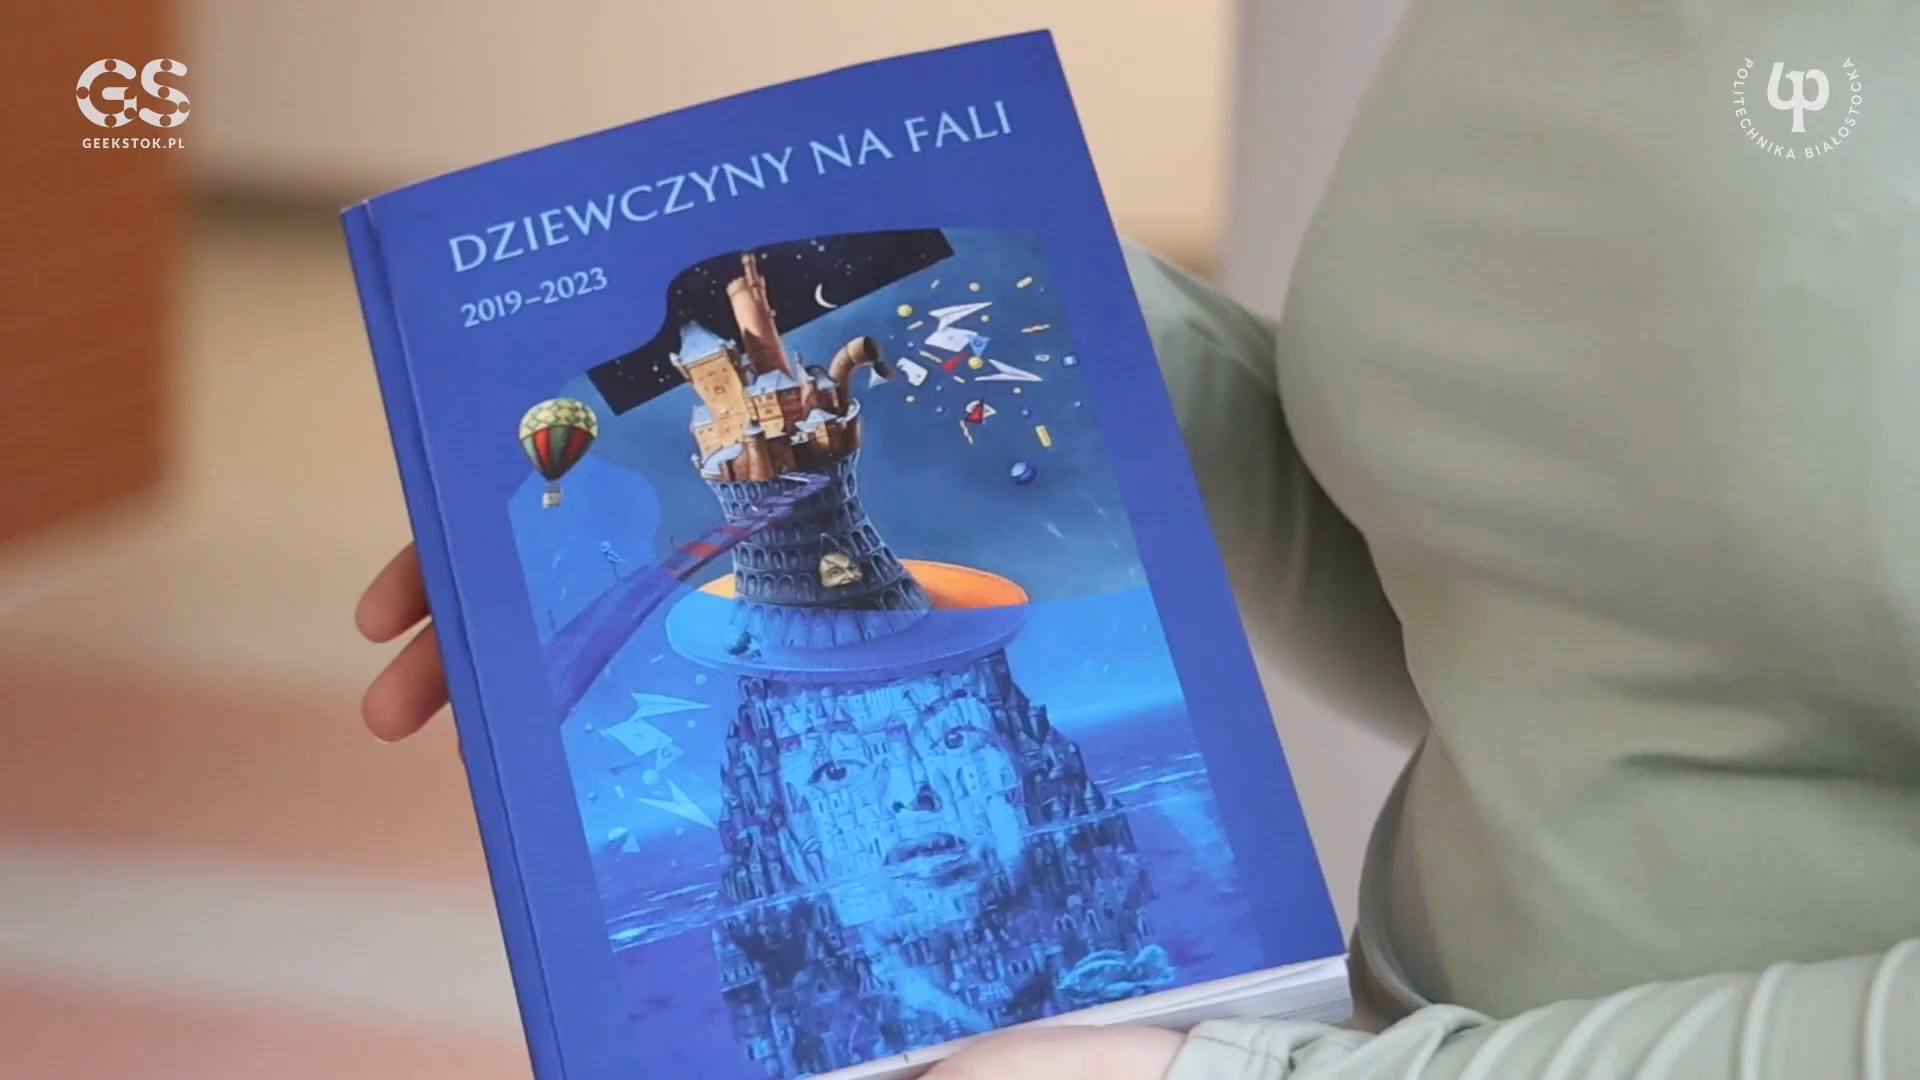 GS
GEEKSTOK.PL
POLITECHNIKA BIAŁOSTOCKA
DZIEWCZYNY NA FALI
2019–2023